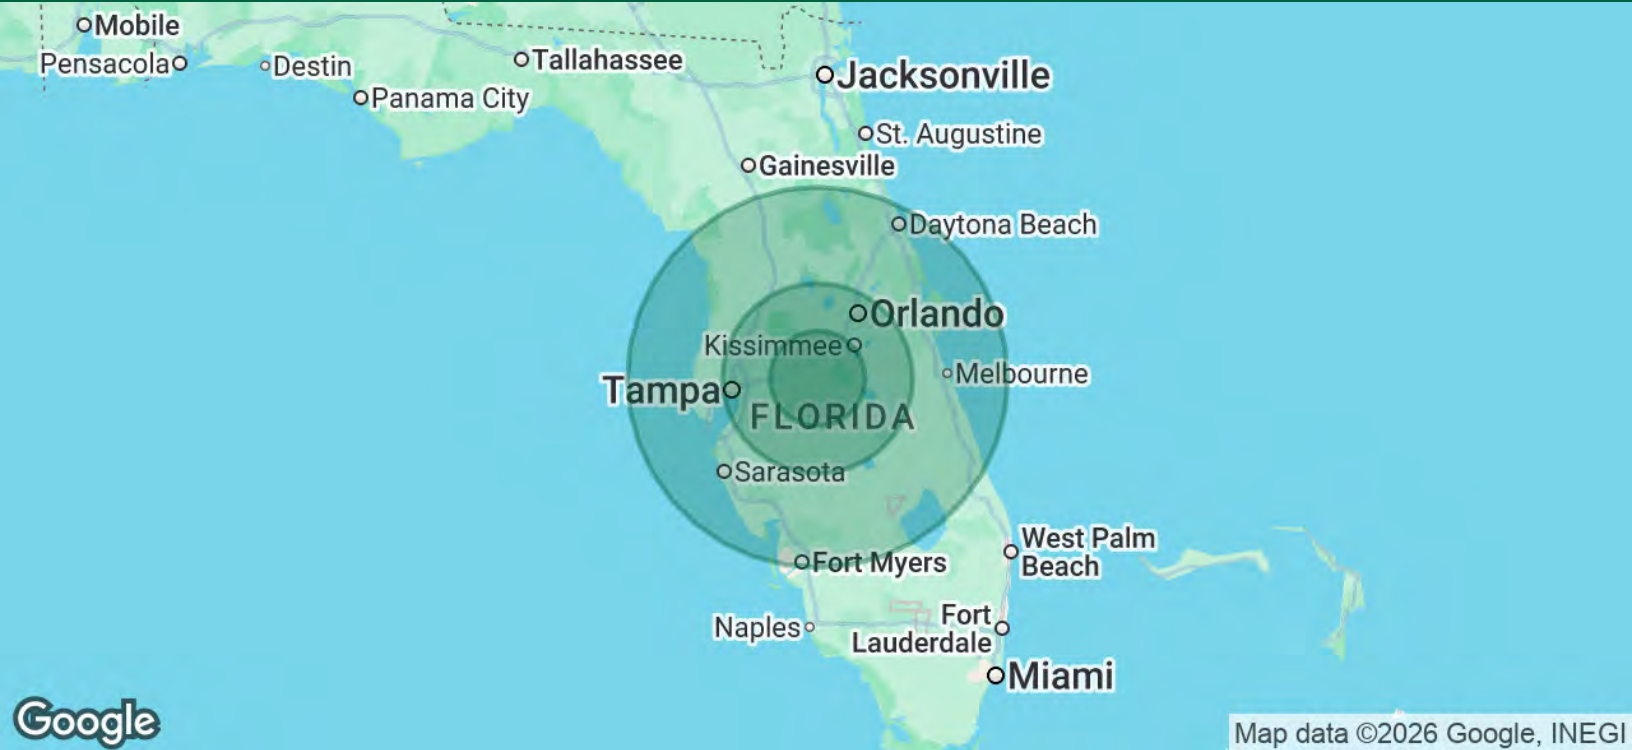 Mobile
Pensacola
Destin
Tallahassee
Panama City
Jacksonville
St. Augustine
Gainesville
Daytona Beach
Orlando
Kissimmee
Melbourne
Tampa
FLORIDA
Sarasota
West Palm
Beach
Fort Myers
Fort
Lauderdale
Naples
Miami
Google
Map data ©2026 Google, INEGI